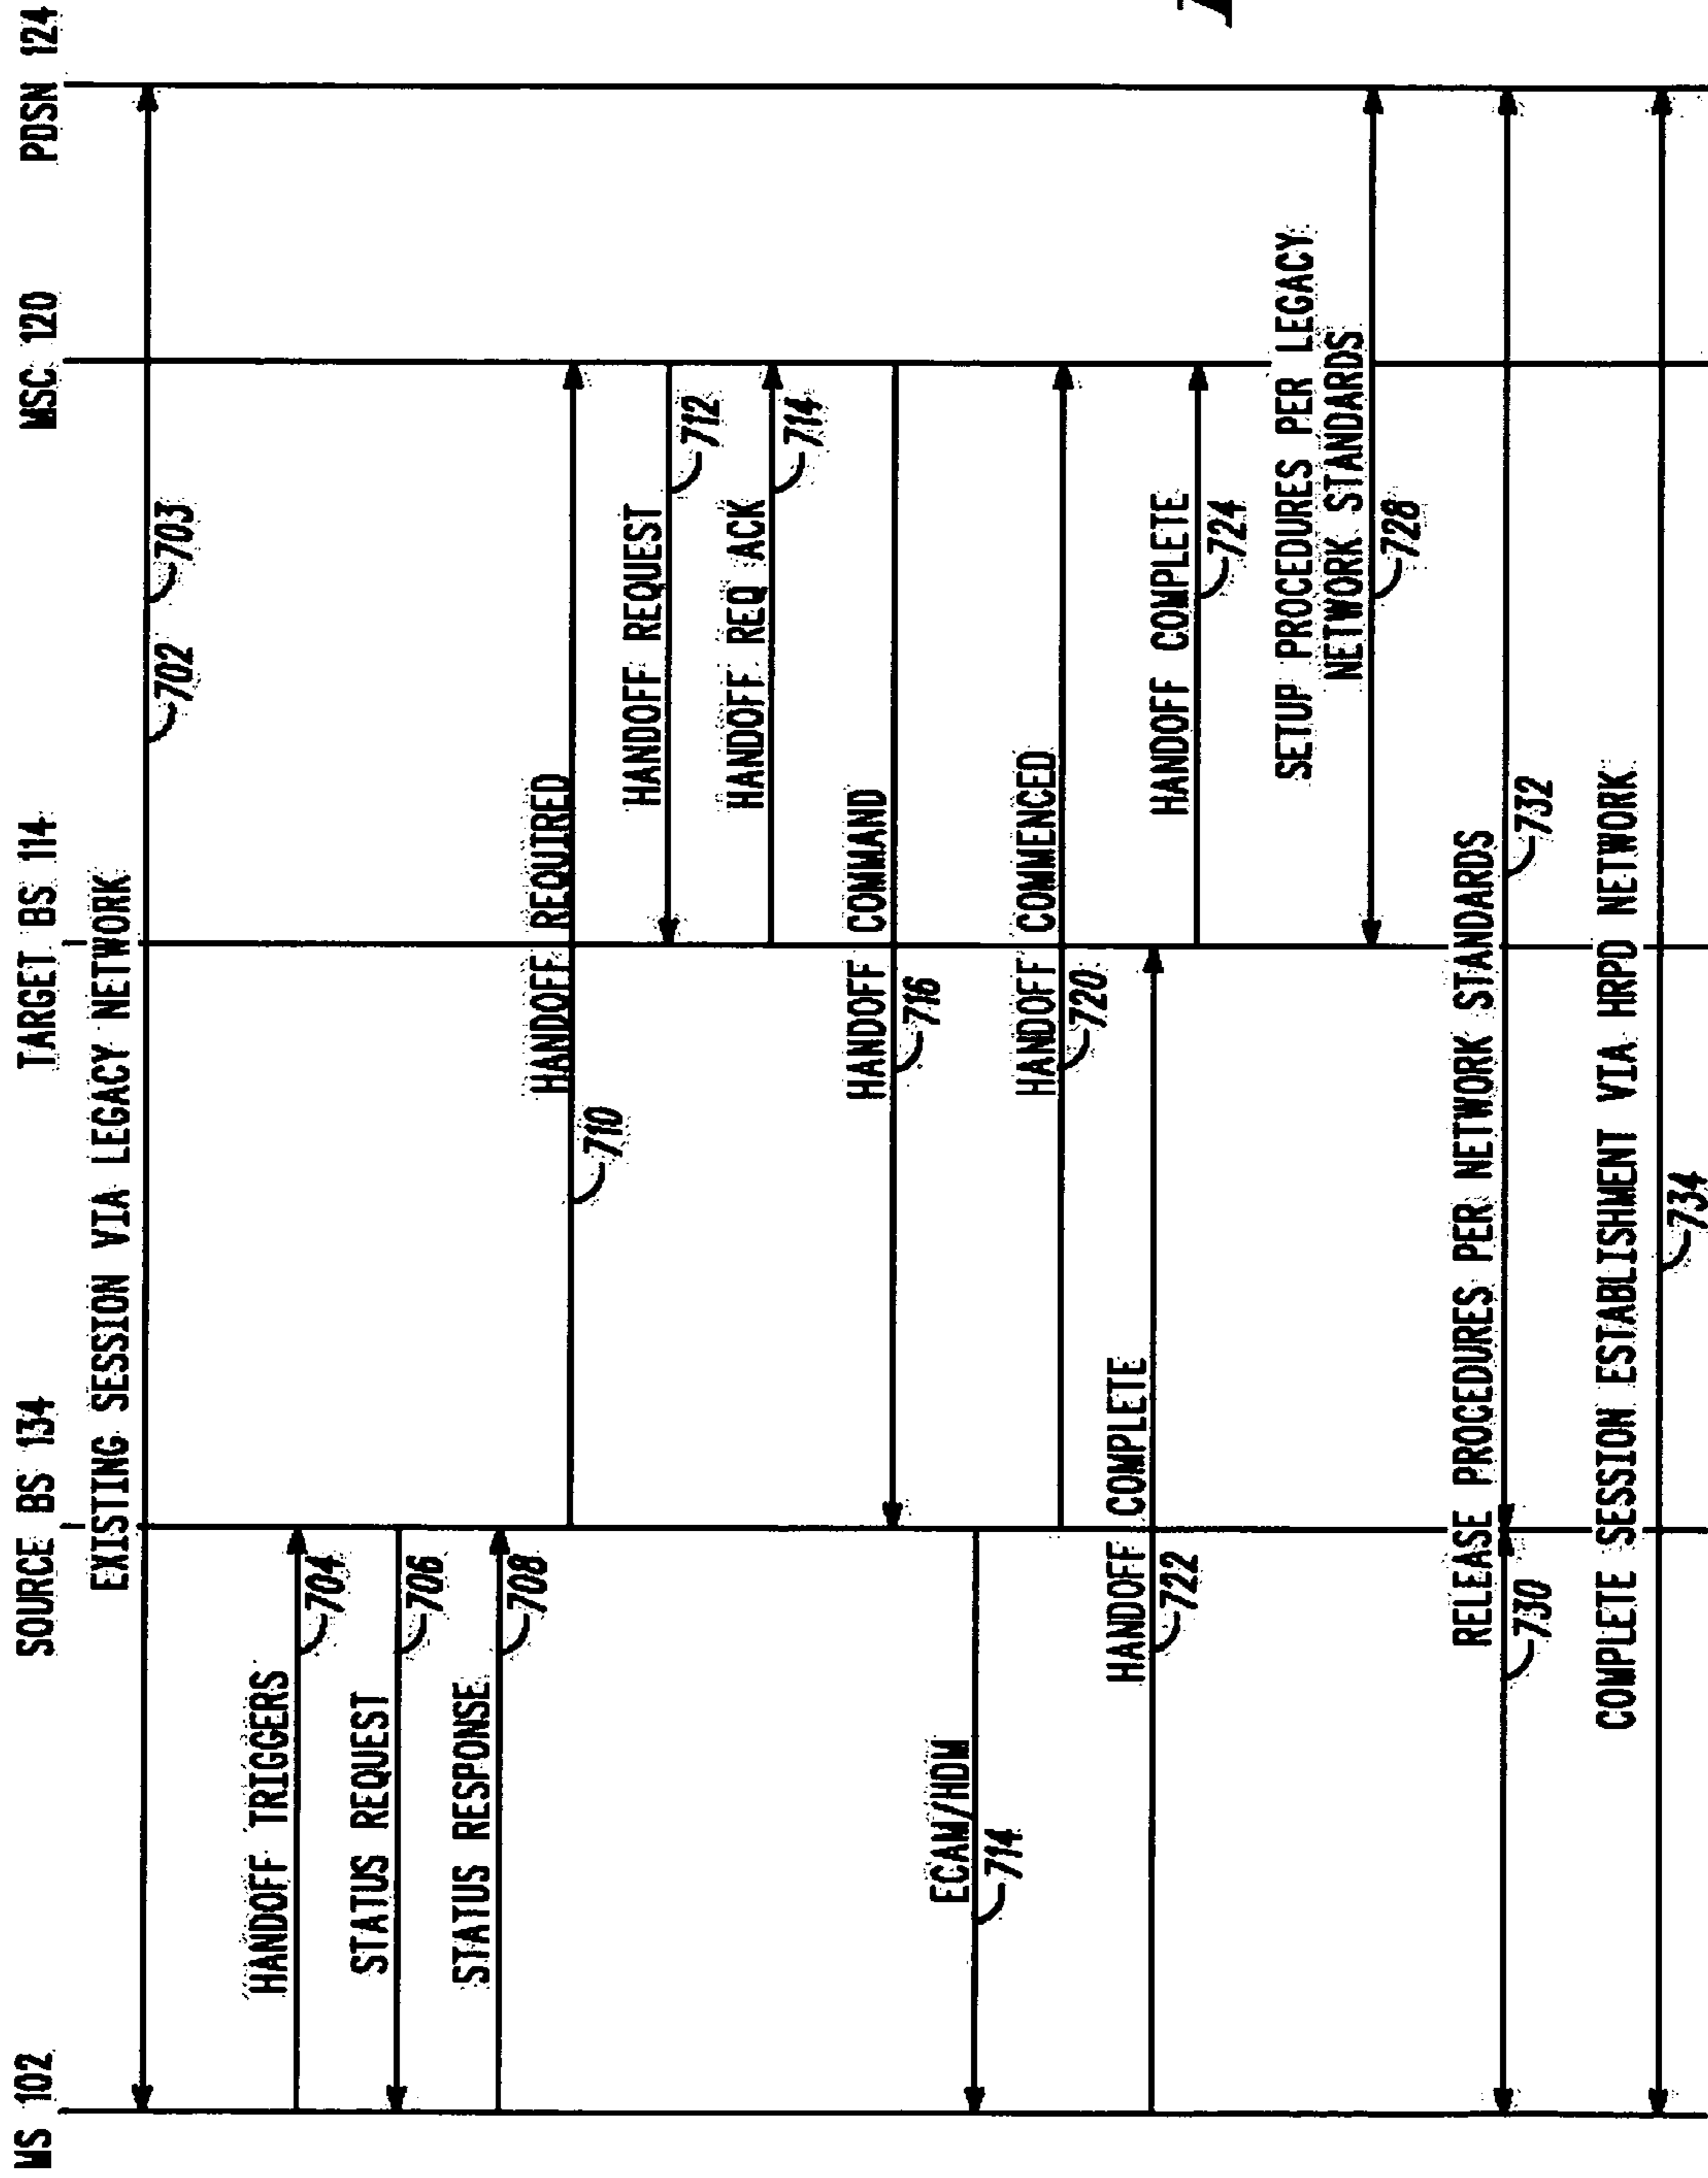 MS 102
SOURCE BS 134
TARGET BS 114
MSC 120
PDSN 124
EXISTING SESSION VIA LEGACY NETWORK
702
703
HANDOFF TRIGGERS
704
STATUS REQUEST
706
STATUS RESPONSE
708
HANDOFF REQUIRED
710
HANDOFF REQUEST
712
HANDOFF REQ ACK
714
HANDOFF COMMAND
716
ECAM/HDM
714
HANDOFF COMMENCED
720
HANDOFF COMPLETE
722
HANDOFF COMPLETE
724
SETUP PROCEDURES PER LEGACY
NETWORK STANDARDS
728
RELEASE PROCEDURES PER NETWORK STANDARDS
730
732
COMPLETE SESSION ESTABLISHMENT VIA HRPD NETWORK
734